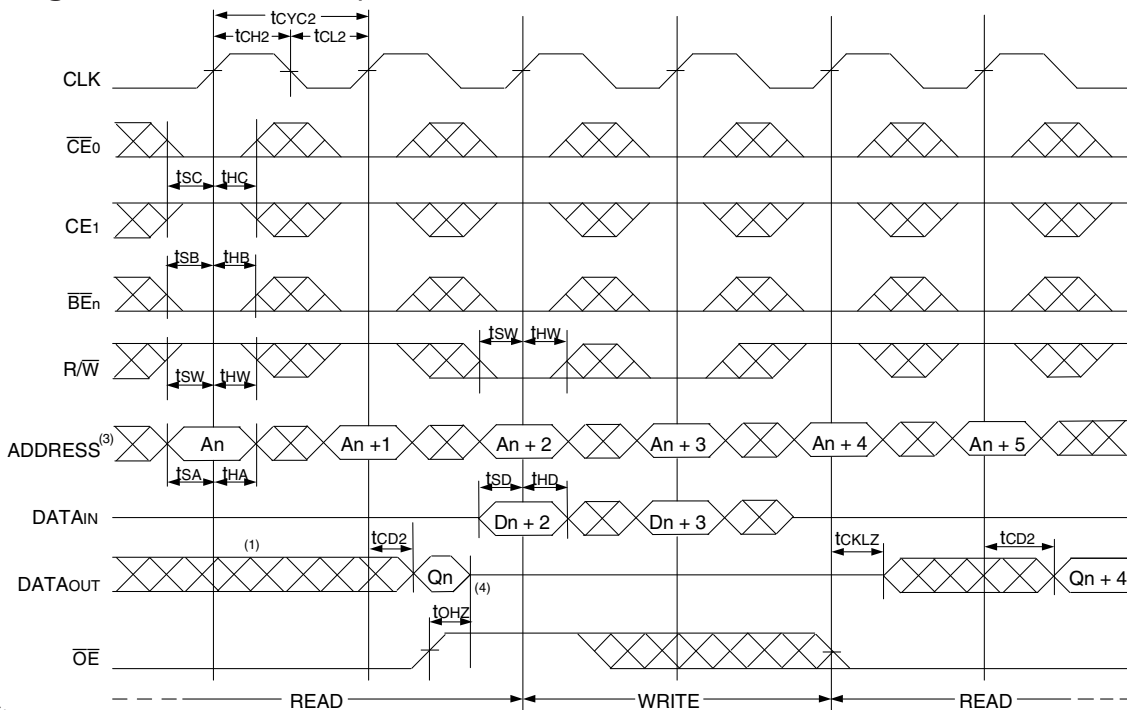 tCYC2
tCH2 tCL2
CLK
CE0
tSC tHC
CE1
tSB tHB
BEn
tSW tHW
R/W
tSW tHW
ADDRESS(3) An An +1 An + 2 An + 3 An + 4 An + 5
tSA tHA tSD tHD
DATAIN Dn + 2 Dn + 3
(1) tCD2 tCKLZ tCD2
DATAOUT Qn (4) Qn + 4
tOHZ
OE
READ WRITE READ